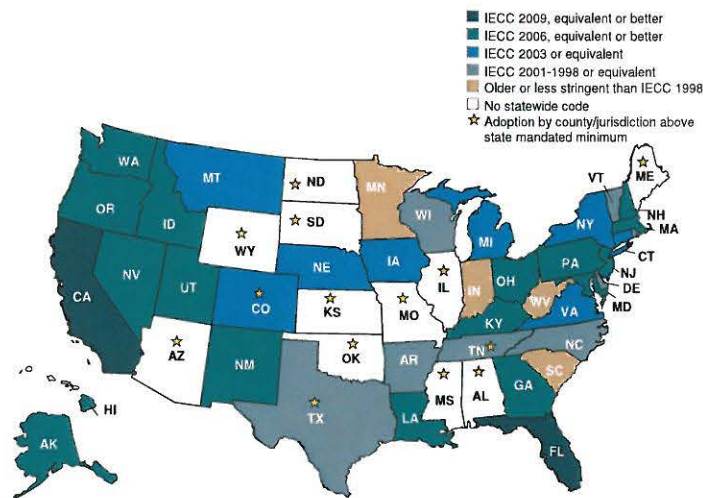 IECC 2009, equivalent or better
IECC 2006, equivalent or better
IECC 2003 or equivalent
IECC 2001-1998 or equivalent
Older or less stringent than IECC 1998
No statewide code
Adoption by county/jurisdiction above
state mandated minimum
WA
MT
ND
MN
VT
ME
OR
ID
SD
WI
NY
NH
MA
WY
MI
CT
NV
NE
IA
PA
NJ
CA
UT
IL
IN
OH
DE
CO
KS
MO
WV
MD
VA
KY
AZ
OK
TN
NC
NM
AR
SC
HI
MS
AL
GA
TX
LA
AK
FL